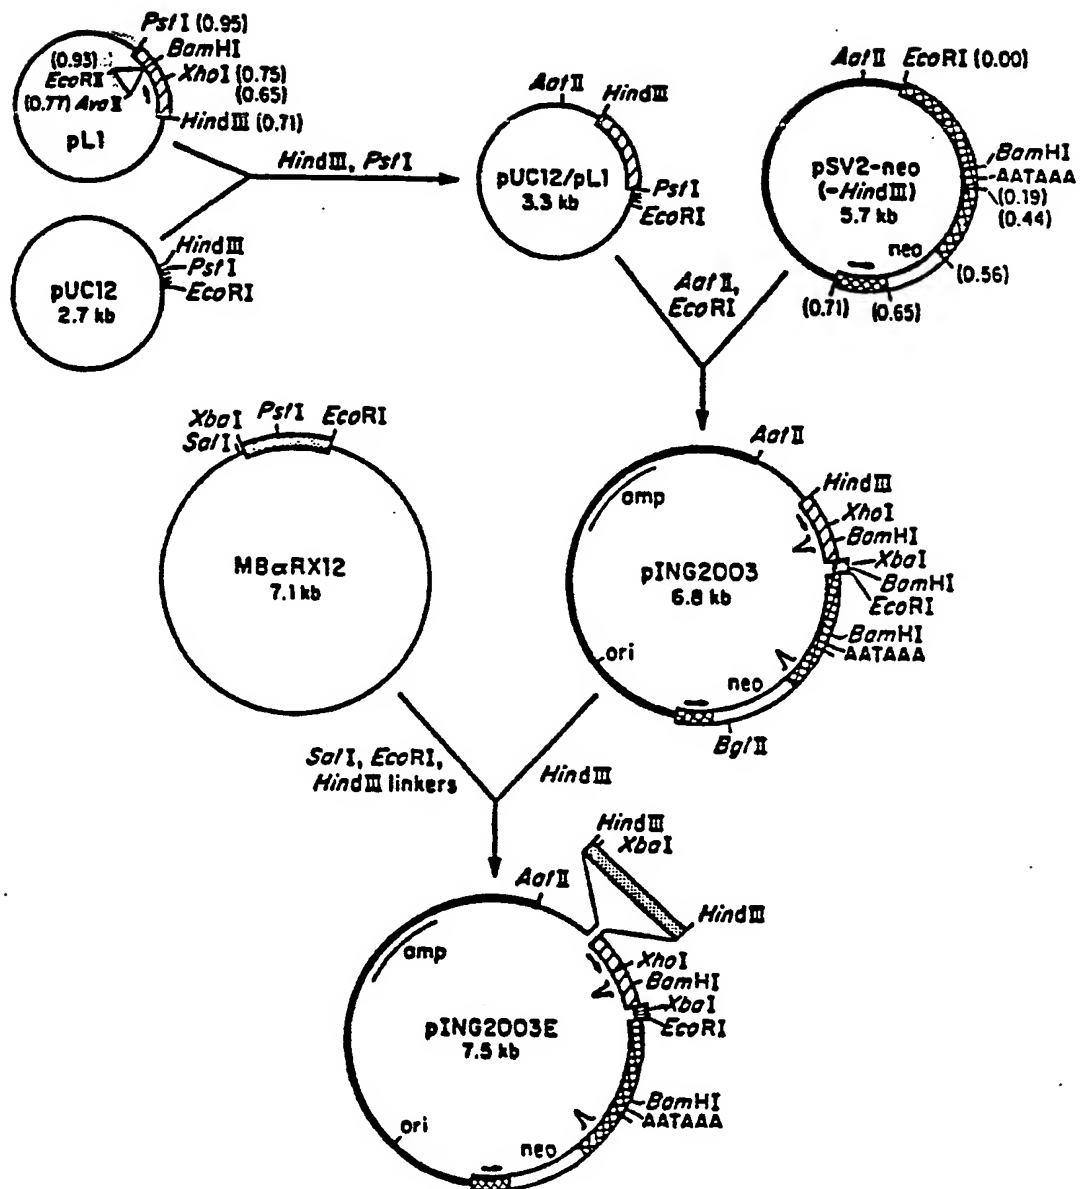 PstI (0.95)
BamHI
(0.93)
EcoRI
XhoI (0.75)
(0.65)
(0.77) AvaII
HindIII (0.71)
pL1
HindIII, PstI
HindIII
PstI
EcoRI
pUC12
2.7 kb
AatII
HindIII
pUC12/pL1
3.3 kb
PstI
EcoRI
AatII
EcoRI (0.00)
pSV2-neo
(-HindIII)
5.7 kb
BamHI
AATAAA
(0.19)
(0.44)
neo
(0.56)
(0.71)
(0.65)
AatII,
EcoRI
XbaI
PstI
EcoRI
SalI
MBαRX12
7.1 kb
AatII
amp
HindIII
XhoI
BamHI
XbaI
BamHI
EcoRI
pING2003
6.8 kb
BamHI
AATAAA
ori
neo
BglII
SalI, EcoRI,
HindIII linkers
HindIII
HindIII
XbaI
AatII
HindIII
amp
XhoI
BamHI
XbaI
EcoRI
pING2003E
7.5 kb
BamHI
AATAAA
ori
neo